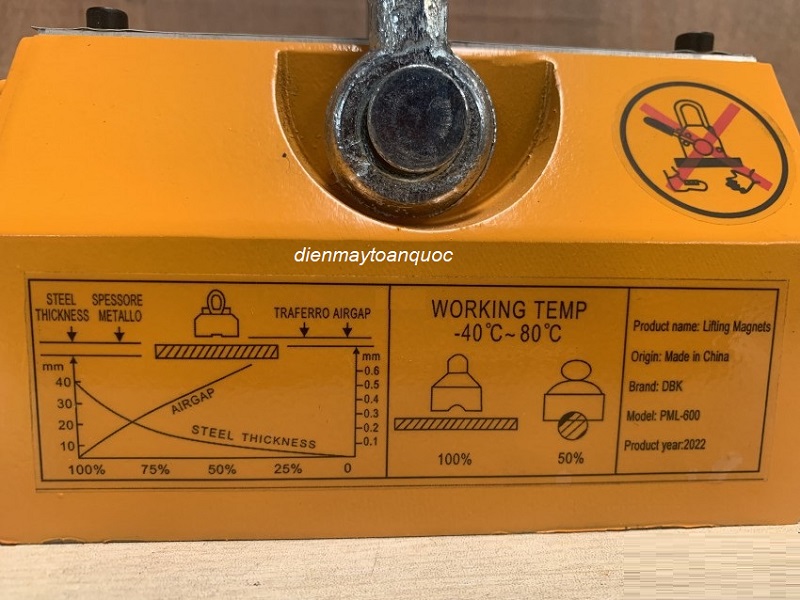 dienmaytoanquoc
STEEL THICKNESS
SPESSORE METALLO
TRAFERRO AIRGAP
mm
40
30
20
10
mm
0.6
0.5
0.4
0.3
0.2
0.1
AIRGAP
STEEL THICKNESS
100% 75% 50% 25% 0
WORKING TEMP
-40℃~80℃
100% 50%
Product name: Lifting Magnets
Origin: Made in China
Brand: DBK
Model: PML-600
Product year:2022